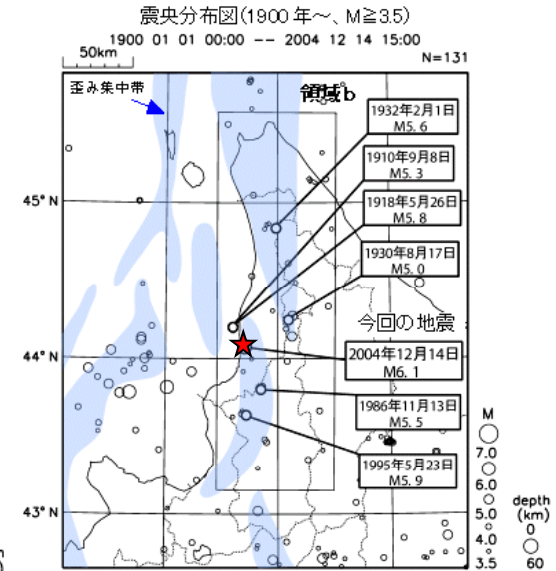 震央分布図(1900年～、M≧3.5)
1900 01 01 00:00 -- 2004 12 14 15:00
50km
N=131
歪み集中帯
領域b
1932年2月1日
M5.6
1910年9月8日
M5.3
1918年5月26日
M5.8
1930年8月17日
M5.0
今回の地震
2004年12月14日
M6.1
1986年11月13日
M5.5
1995年5月23日
M5.9
45°N
44°N
43°N
M
7.0
6.0
5.0
4.0
3.5
depth
(km)
0
60